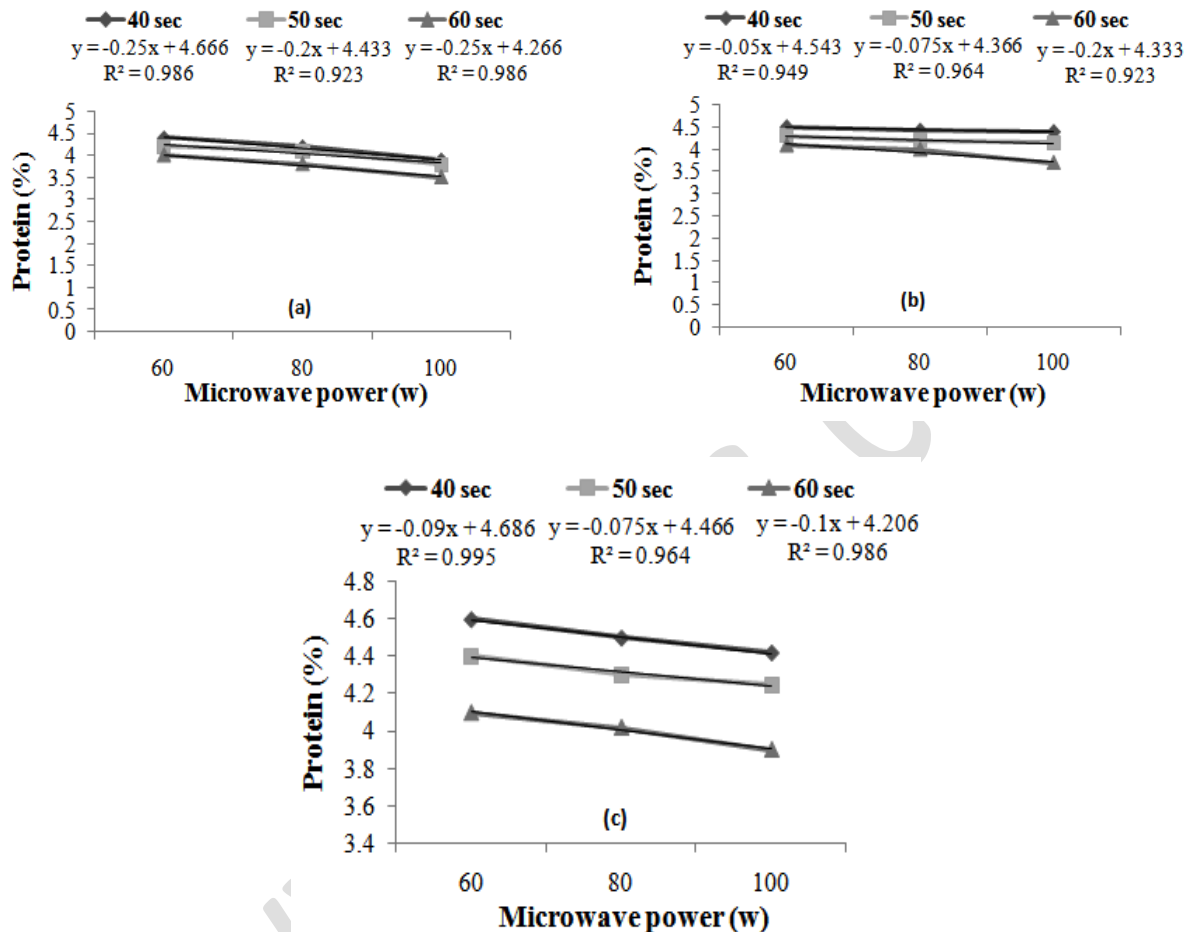 40 sec 50 sec 60 sec
y = -0.25x + 4.666 y = -0.2x + 4.433 y = -0.25x + 4.266
R² = 0.986 R² = 0.923 R² = 0.986
5
4.5
4
3.5
3
2.5
2
1.5
1
0.5
0
Protein (%)
(a)
60 80 100
Microwave power (w)
40 sec 50 sec 60 sec
y = -0.05x + 4.543 y = -0.075x + 4.366 y = -0.2x + 4.333
R² = 0.949 R² = 0.964 R² = 0.923
5
4.5
4
3.5
3
2.5
2
1.5
1
0.5
0
Protein (%)
(b)
60 80 100
Microwave power (w)
40 sec 50 sec 60 sec
y = -0.09x + 4.686 y = -0.075x + 4.466 y = -0.1x + 4.206
R² = 0.995 R² = 0.964 R² = 0.986
4.8
4.6
4.4
4.2
4
3.8
3.6
3.4
Protein (%)
(c)
60 80 100
Microwave power (w)